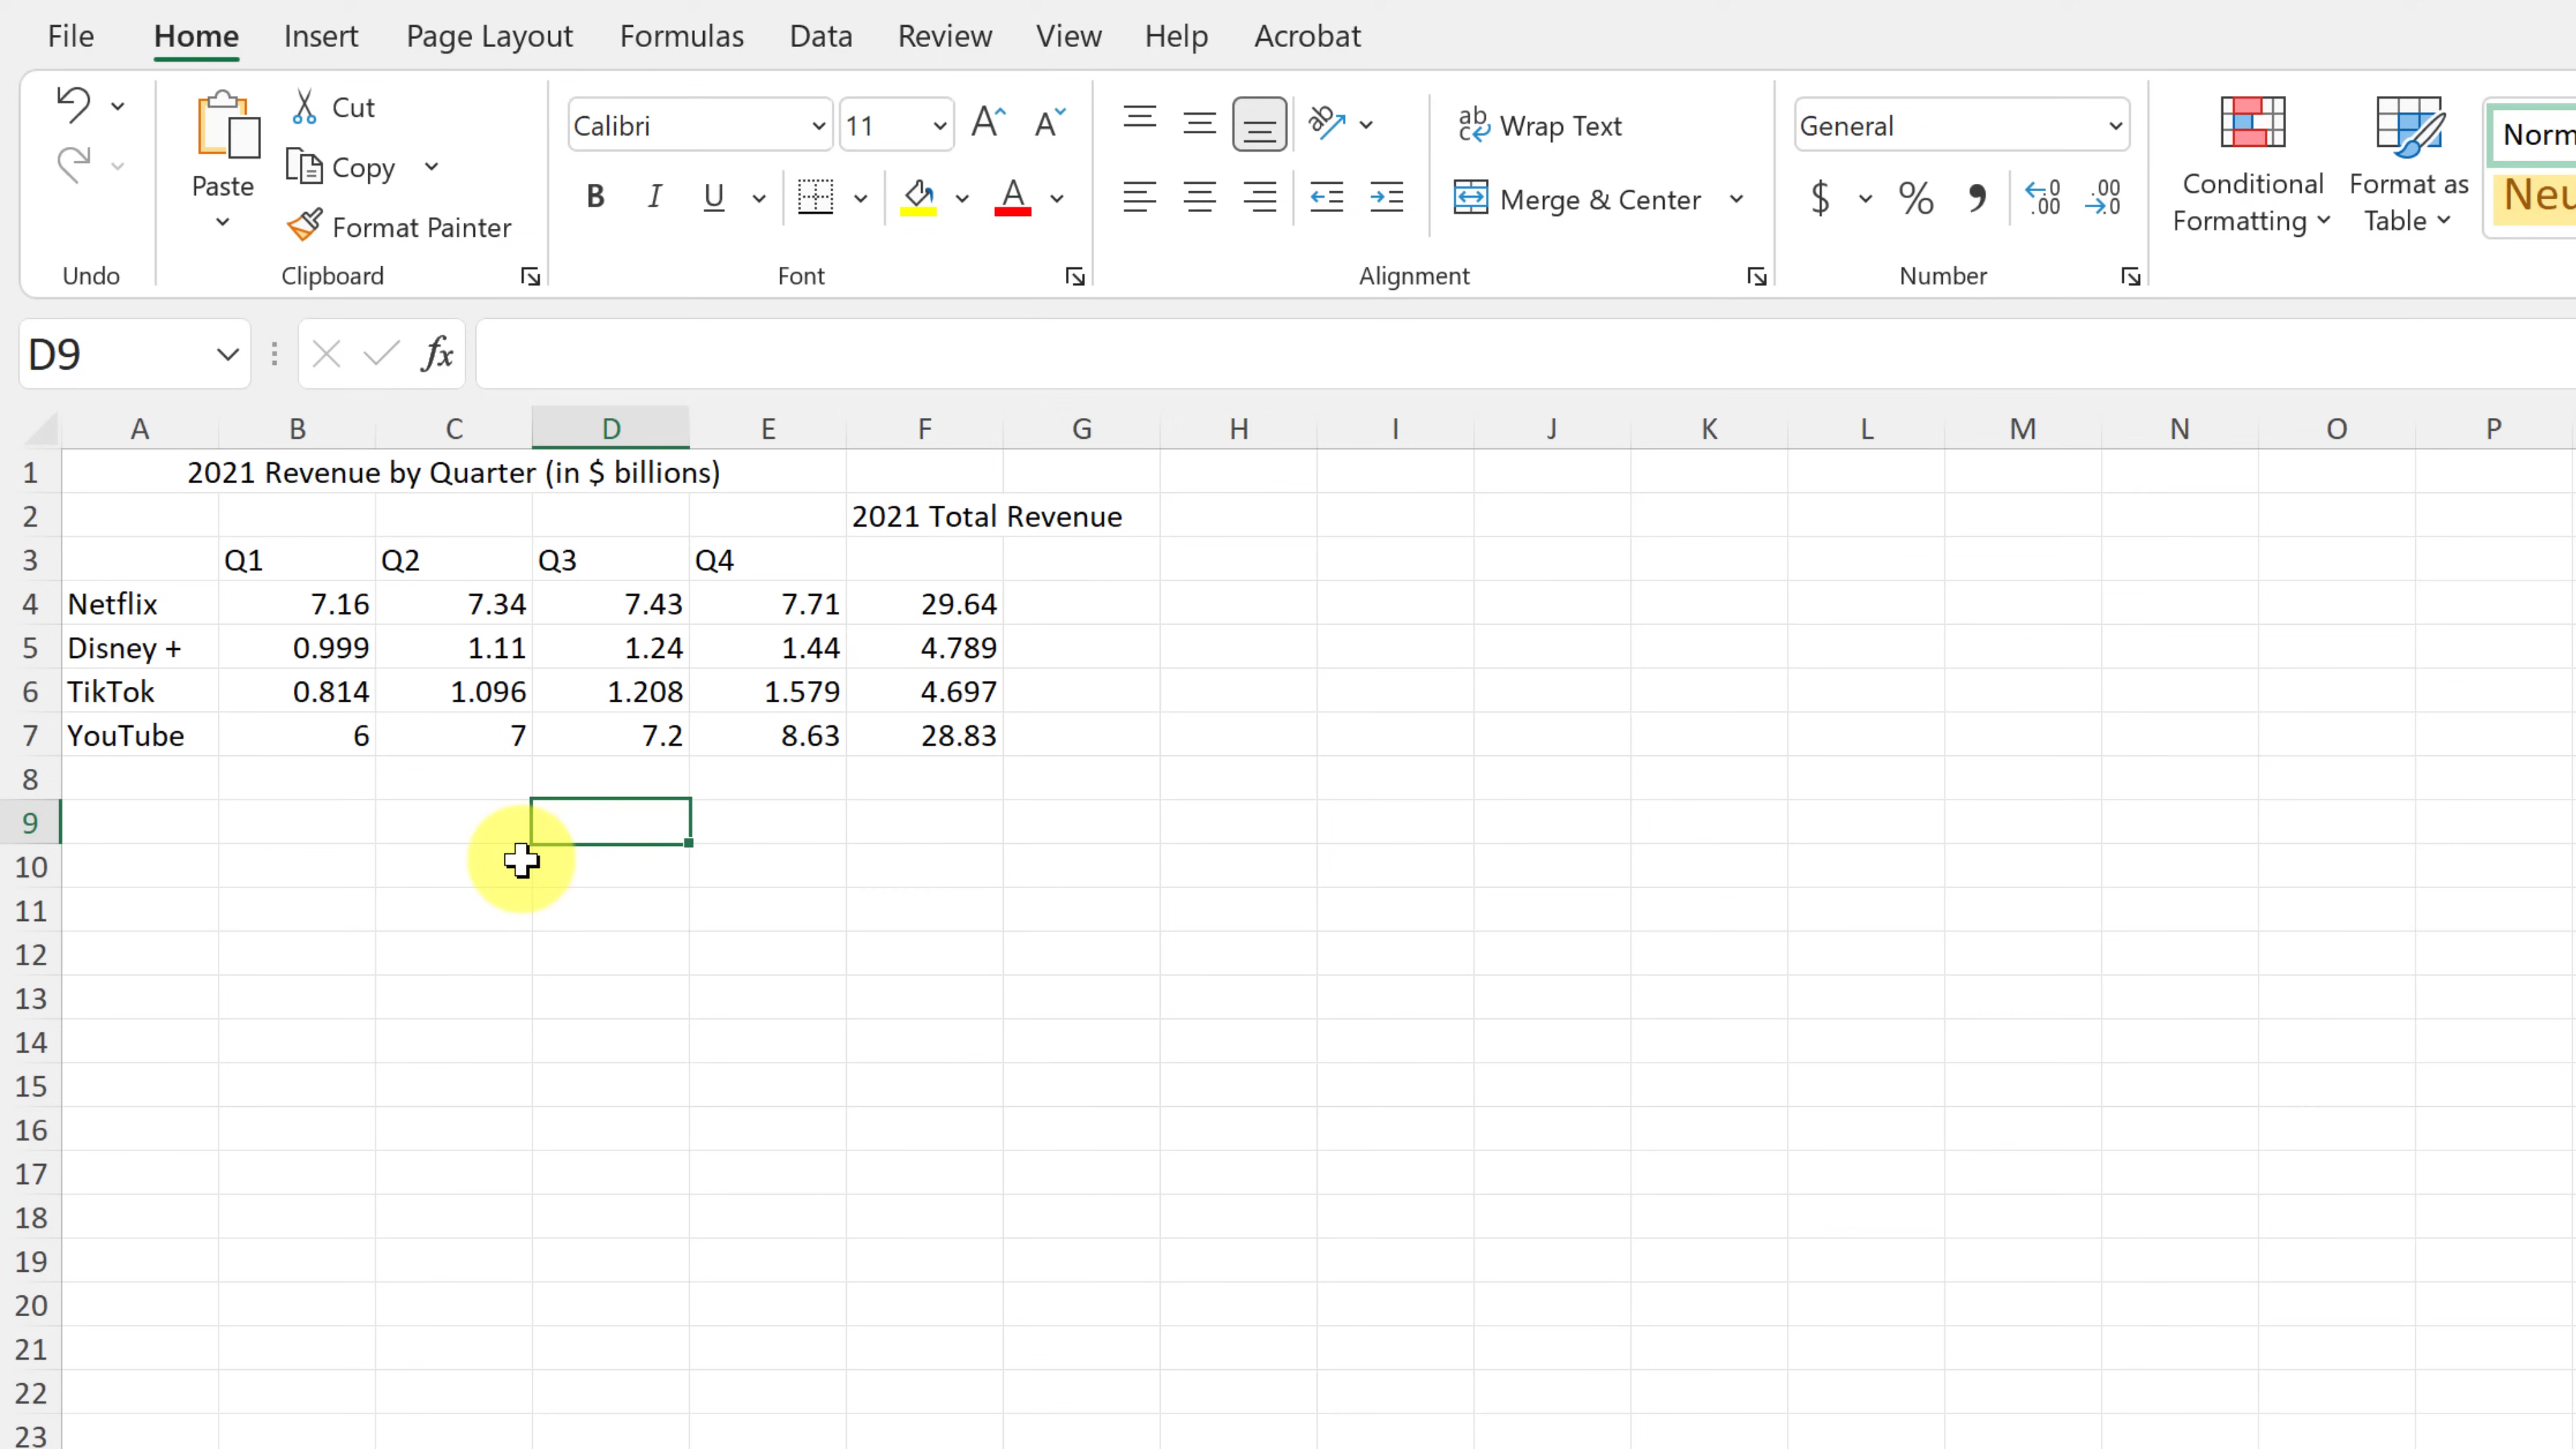 File Home Insert Page Layout Formulas Data Review View Help Acrobat
Cut
Copy
Paste
Format Painter
Undo
Clipboard
Calibri 11 A A
B I U A
Font
ab Wrap Text
Merge & Center
Alignment
General
$ % , .00 .00
Number
Conditional Formatting
Format as Table
Norm
Neu
D9 fx
A B C D E F G H I J K L M N O P
1 2021 Revenue by Quarter (in $ billions)
2 2021 Total Revenue
3 Q1 Q2 Q3 Q4
4 Netflix 7.16 7.34 7.43 7.71 29.64
5 Disney + 0.999 1.11 1.24 1.44 4.789
6 TikTok 0.814 1.096 1.208 1.579 4.697
7 YouTube 6 7 7.2 8.63 28.83
8
9
10
11
12
13
14
15
16
17
18
19
20
21
22
23